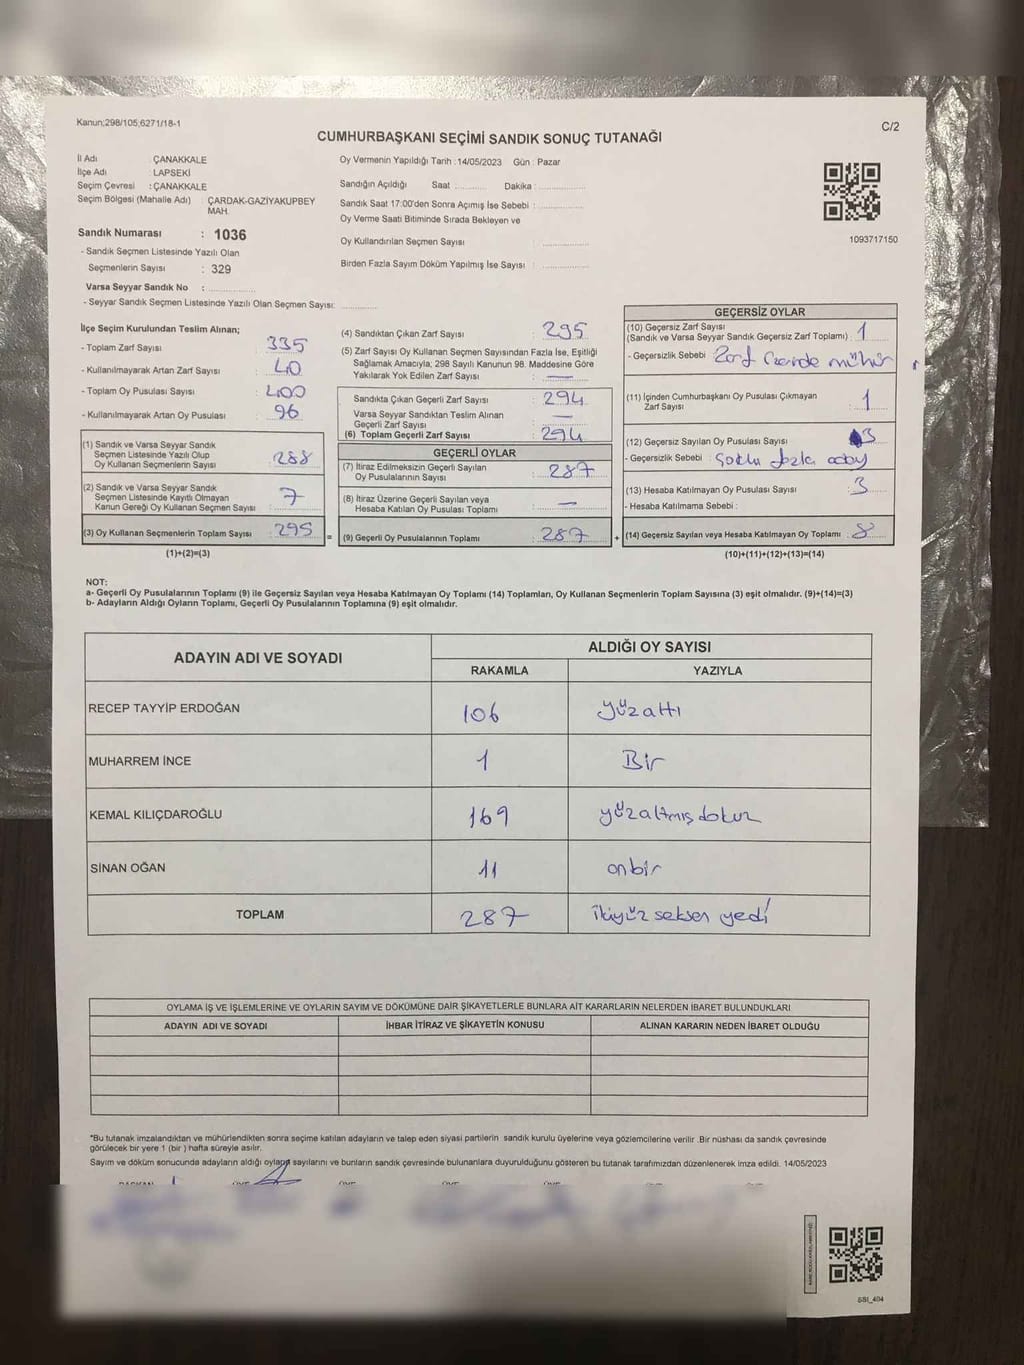 Kanun;298/105;6271/18-1
C/2
CUMHURBAŞKANI SEÇİMİ SANDIK SONUÇ TUTANAĞI
İl Adı : ÇANAKKALE
İlçe Adı : LAPSEKİ
Seçim Çevresi : ÇANAKKALE
Seçim Bölgesi (Mahalle Adı) : ÇARDAK-GAZİYAKUPBEY
MAH.
Sandık Numarası : 1036
- Sandık Seçmen Listesinde Yazılı Olan
Seçmenlerin Sayısı : 329
Varsa Seyyar Sandık No :
- Seyyar Sandık Seçmen Listesinde Yazılı Olan Seçmen Sayısı:
Oy Vermenin Yapıldığı Tarih :14/05/2023 Gün : Pazar
Sandığın Açıldığı Saat Dakika :
Sandık Saat 17:00'den Sonra Açımış İse Sebebi :
Oy Verme Saati Bitiminde Sırada Bekleyen ve
Oy Kullandırılan Seçmen Sayısı :
Birden Fazla Sayım Döküm Yapılmış İse Sayısı :
1093717150
İlçe Seçim Kurulundan Teslim Alınan;
- Toplam Zarf Sayısı : 335
- Kullanılmayarak Artan Zarf Sayısı : 40
- Toplam Oy Pusulası Sayısı : 400
- Kullanılmayarak Artan Oy Pusulası : 96
(1) Sandık ve Varsa Seyyar Sandık
Seçmen Listesinde Yazılı Olup
Oy Kullanan Seçmenlerin Sayısı : 288
(2) Sandık ve Varsa Seyyar Sandık
Seçmen Listesinde Kayıtlı Olmayan
Kanun Gereği Oy Kullanan Seçmen Sayısı : 7
(3) Oy Kullanan Seçmenlerin Toplam Sayısı : 295
(1)+(2)=(3)
(4) Sandıktan Çıkan Zarf Sayısı : 295
(5) Zarf Sayısı Oy Kullanan Seçmen Sayısından Fazla İse, Eşitliği
Sağlamak Amacıyla; 298 Sayılı Kanunun 98. Maddesine Göre
Yakılarak Yok Edilen Zarf Sayısı : —
Sandıkta Çıkan Geçerli Zarf Sayısı : 294
Varsa Seyyar Sandıktan Teslim Alınan
Geçerli Zarf Sayısı : —
(6) Toplam Geçerli Zarf Sayısı : 294
GEÇERLİ OYLAR
(7) İtiraz Edilmeksizin Geçerli Sayılan
Oy Pusulalarının Sayısı : 287
(8) İtiraz Üzerine Geçerli Sayılan veya
Hesaba Katılan Oy Pusulası Toplamı : —
= (9) Geçerli Oy Pusulalarının Toplamı : 287
GEÇERSİZ OYLAR
(10) Geçersiz Zarf Sayısı
(Sandık ve Varsa Seyyar Sandık Geçersiz Zarf Toplamı) : 1
- Geçersizlik Sebebi : Zarf üzerinde mühür
(11) İçinden Cumhurbaşkanı Oy Pusulası Çıkmayan
Zarf Sayısı : 1
(12) Geçersiz Sayılan Oy Pusulası Sayısı : 3
- Geçersizlik Sebebi : fazla
(13) Hesaba Katılmayan Oy Pusulası Sayısı : 3
- Hesaba Katılmama Sebebi :
+ (14) Geçersiz Sayılan veya Hesaba Katılmayan Oy Toplamı : 8
(10)+(11)+(12)+(13)=(14)
NOT:
a- Geçerli Oy Pusulasının Toplamı (9) ile Geçersiz Sayılan veya Hesaba Katılmayan Oy Toplamı (14) Toplamları, Oy Kullanan Seçmenlerin Toplam Sayısına (3) eşit olmalıdır. (9)+(14)=(3)
b- Adayların Aldığı Oyların Toplamı, Geçerli Oy Pusulalarının Toplamına (9) eşit olmalıdır.
ADAYIN ADI VE SOYADI
ALDIĞI OY SAYISI
RAKAMLA YAZIYLA
RECEP TAYYİP ERDOĞAN 106 yüzaltı
MUHARREM İNCE 1 Bir
KEMAL KILIÇDAROĞLU 169 yüzaltmışdokuz
SİNAN OĞAN 11 onbir
TOPLAM 287 ikiyüz seksen yedi
OYLAMA İŞ VE İŞLEMLERİNE VE OYLARIN SAYIM VE DÖKÜMÜNE DAİR ŞİKAYETLERLE BUNLARA AİT KARARLARIN NELERDEN İBARET BULUNDUKLARI
ADAYIN ADI VE SOYADI İHBAR İTİRAZ VE ŞİKAYETİN KONUSU ALINAN KARARIN NEDEN İBARET OLDUĞU
*Bu tutanak imzalandıktan ve mühürlendikten sonra seçime katılan adayların ve talep eden siyasi partilerin sandık kurulu üyelerine veya gözlemcilerine verilir .Bir nüshası da sandık çevresinde
görülecek bir yere 1 (bir ) hafta süreyle asılır.
Sayım ve döküm sonucunda adayların aldığı oyların sayılarını ve bunların sandık çevresinde bulunanlara duyurulduğunu gösteren bu tutanak tarafımızdan düzenlenerek imza edildi. 14/05/2023
SSI_404